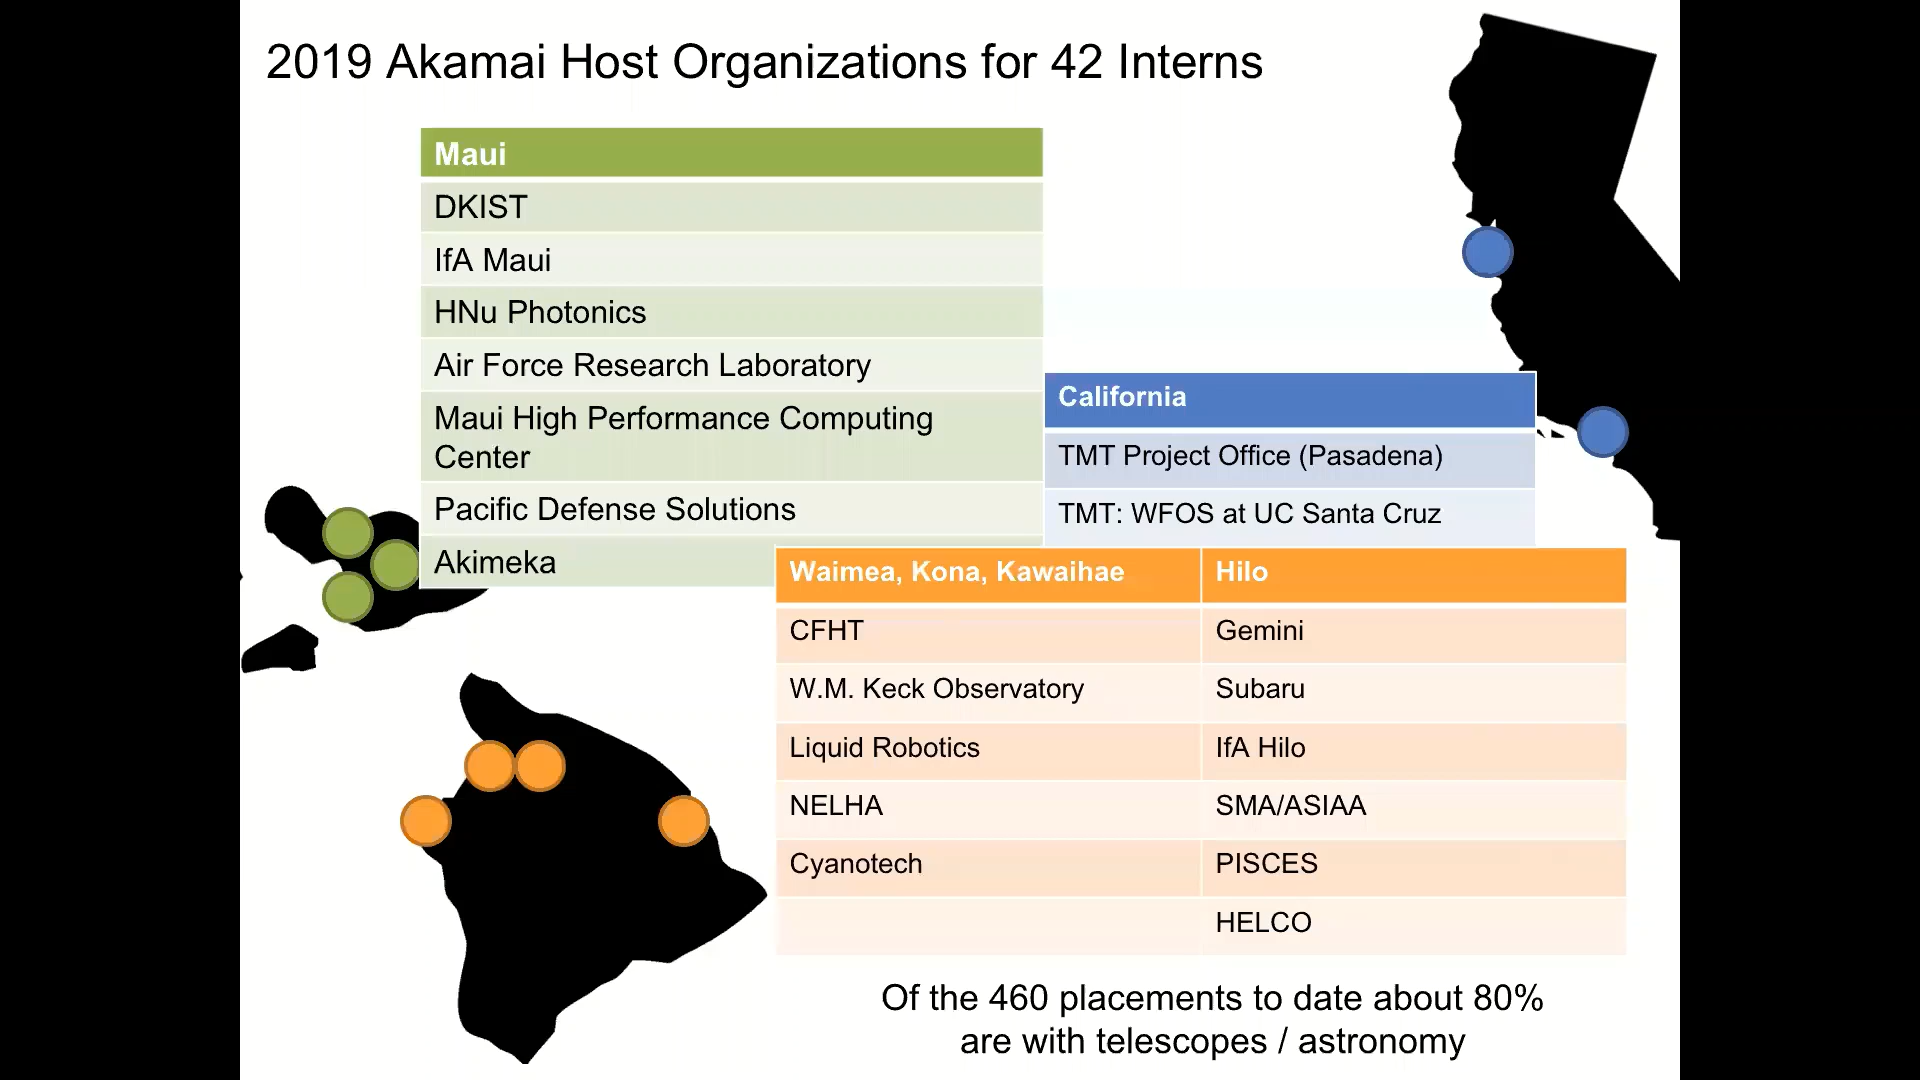 2019 Akamai Host Organizations for 42 Interns
Maui
DKIST
IfA Maui
HNu Photonics
Air Force Research Laboratory
Maui High Performance Computing
Center
Pacific Defense Solutions
Akimeka
California
TMT Project Office (Pasadena)
TMT: WFOS at UC Santa Cruz
Waimea, Kona, Kawaihae
Hilo
CFHT
Gemini
W.M. Keck Observatory
Subaru
Liquid Robotics
IfA Hilo
NELHA
SMA/ASIAA
Cyanotech
PISCES
HELCO
Of the 460 placements to date about 80%
are with telescopes / astronomy